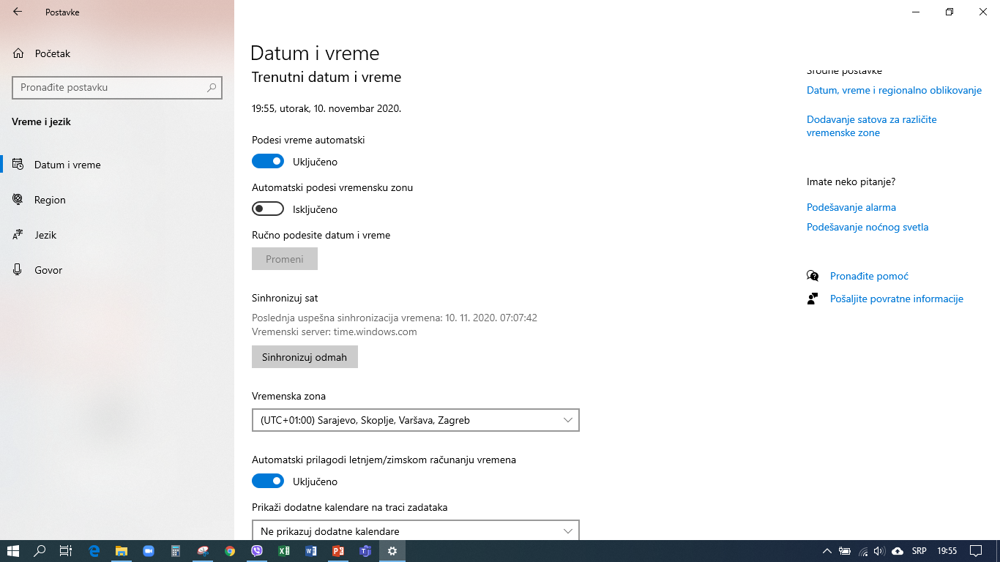 Postavke
Početak
Pronađite postavku
Vreme i jezik
Datum i vreme
Region
Jezik
Govor
Datum i vreme
Trenutni datum i vreme
19:55, utorak, 10. novembar 2020.
Podesi vreme automatski
Uključeno
Automatski podesi vremensku zonu
Isključeno
Ručno podesite datum i vreme
Promeni
Sinhronizuj sat
Poslednja uspešna sinhronizacija vremena: 10. 11. 2020. 07:07:42
Vremenski server: time.windows.com
Sinhronizuj odmah
Vremenska zona
(UTC+01:00) Sarajevo, Skoplje, Varšava, Zagreb
Automatski prilagodi letnjem/zimskom računanju vremena
Uključeno
Prikaži dodatne kalendare na traci zadataka
Ne prikazuj dodatne kalendare
Srodne postavke
Datum, vreme i regionalno oblikovanje
Dodavanje satova za različite
vremenske zone
Imate neko pitanje?
Podešavanje alarma
Podešavanje noćnog svetla
Pronađite pomoć
Pošaljite povratne informacije
SRP
19:55